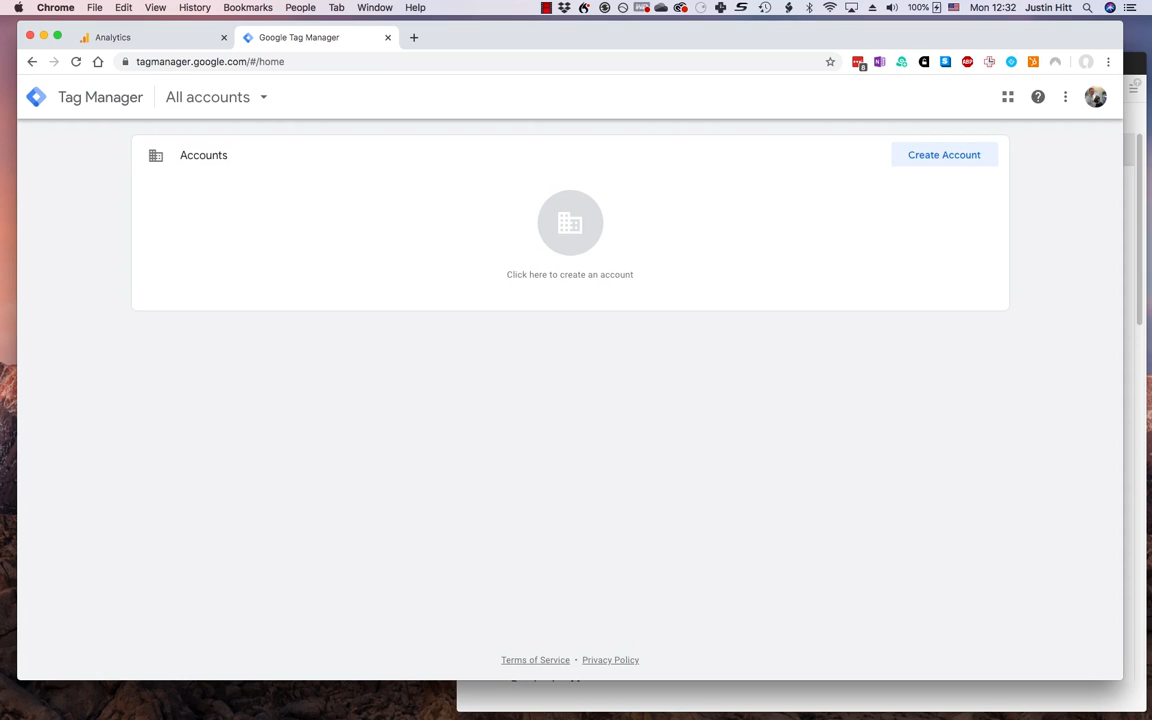 Chrome File Edit View History Bookmarks People Tab Window Help 100% Mon 12:32 Justin Hitt
Analytics
Google Tag Manager
tagmanager.google.com/#/home
8
ABP
Tag Manager
All accounts
Accounts
Create Account
Click here to create an account
Terms of Service • Privacy Policy